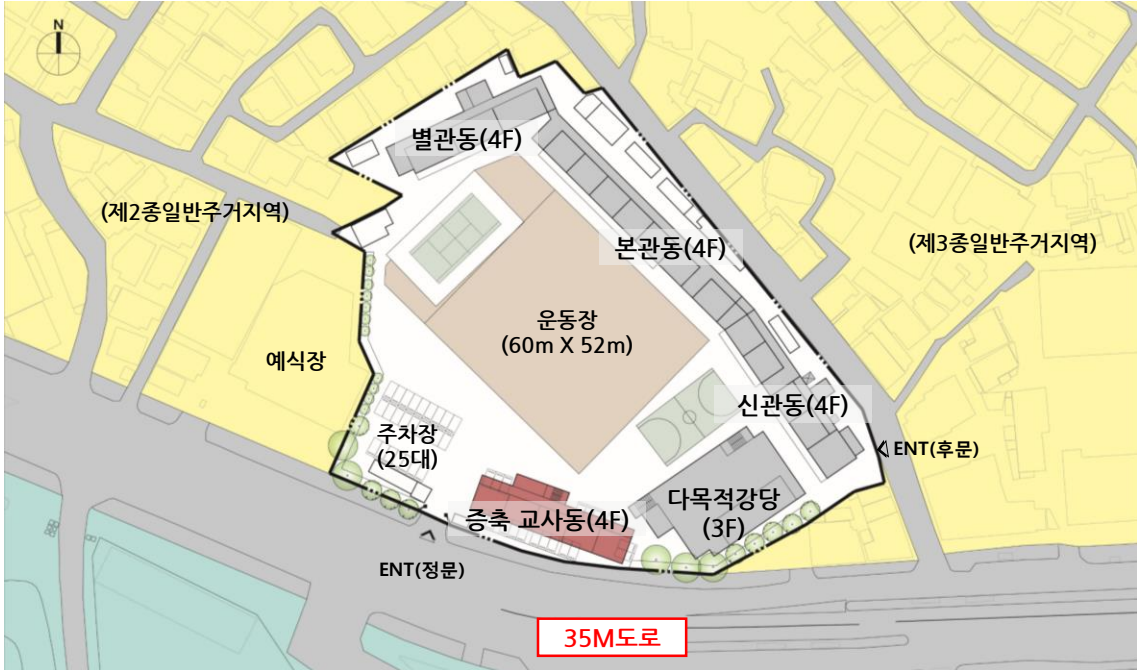 N
별관동(4F)
(제2종일반주거지역)
본관동(4F)
(제3종일반주거지역)
운동장
(60m X 52m)
예식장
신관동(4F)
주차장
(25대)
ENT(후문)
다목적강당
(3F)
증축 교사동(4F)
ENT(정문)
35M도로